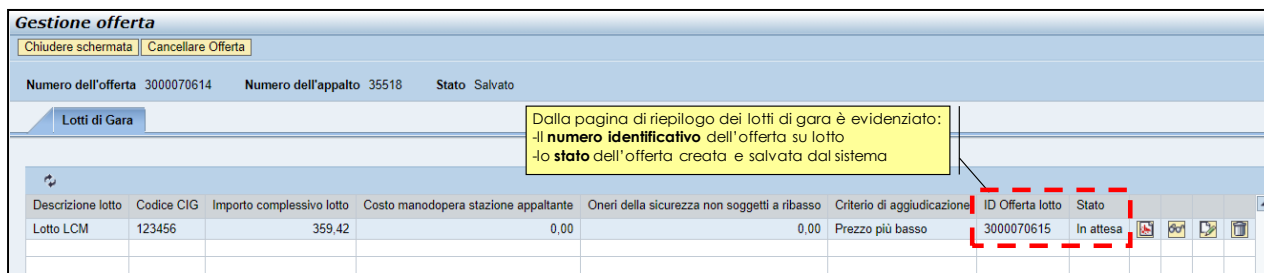 Gestione offerta
Chiudere schermata Cancellare Offerta
Numero dell'offerta 3000070614 Numero dell'appalto 35518 Stato Salvato
Lotti di Gara
Dalla pagina di riepilogo dei lotti di gara è evidenziato:
-Il numero identificativo dell'offerta su lotto
-lo stato dell'offerta creata e salvata dal sistema
Descrizione lotto Codice CIG Importo complessivo lotto Costo manodopera stazione appaltante Oneri della sicurezza non soggetti a ribasso Criterio di aggiudicazione ID Offerta lotto Stato
Lotto LCM 123456 359,42 0,00 0,00 Prezzo più basso 3000070615 In attesa